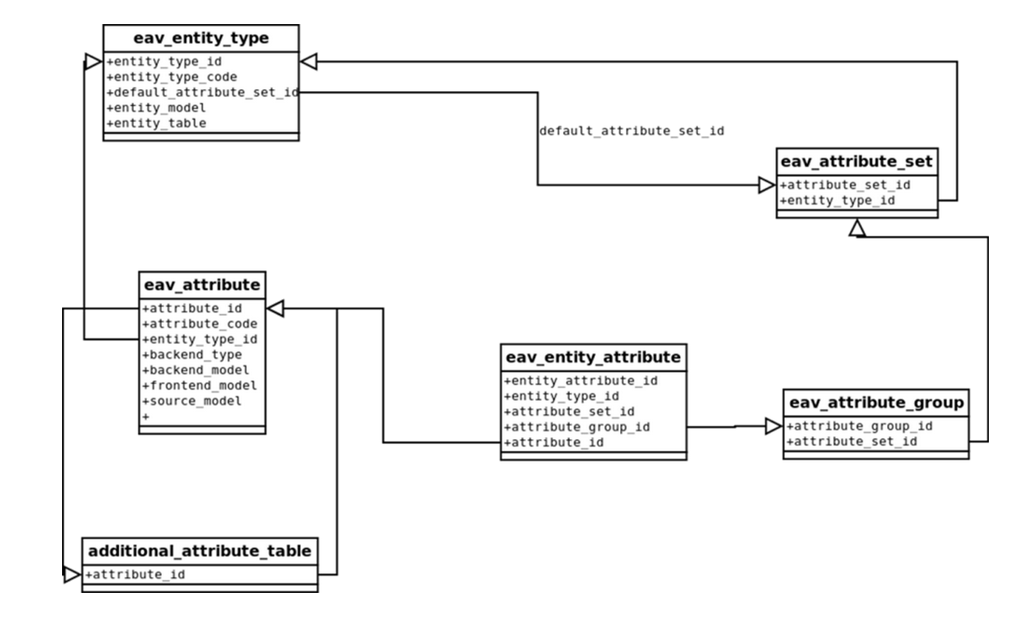 eav_entity_type
+entity_type_id
+entity_type_code
+default_attribute_set_id
+entity_model
+entity_table
default_attribute_set_id
eav_attribute_set
+attribute_set_id
+entity_type_id
eav_attribute
+attribute_id
+attribute_code
+entity_type_id
+backend_type
+backend_model
+frontend_model
+source_model
+
eav_entity_attribute
+entity_attribute_id
+entity_type_id
+attribute_set_id
+attribute_group_id
+attribute_id
eav_attribute_group
+attribute_group_id
+attribute_set_id
additional_attribute_table
+attribute_id